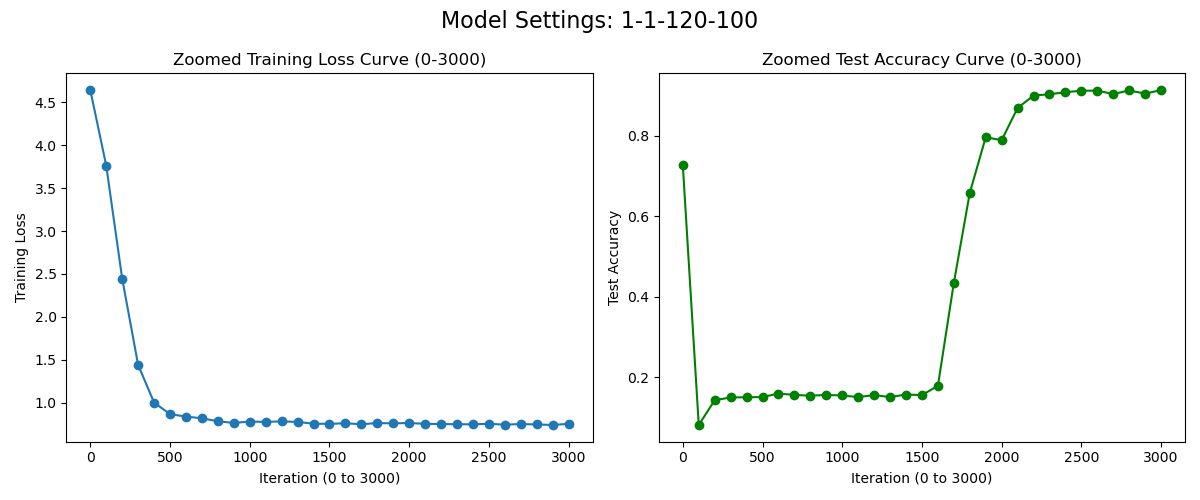 Model Settings: 1-1-120-100
Zoomed Training Loss Curve (0-3000)
4.5
4.0
3.5
3.0
2.5
2.0
1.5
1.0
Training Loss
0 500 1000 1500 2000 2500 3000
Iteration (0 to 3000)
Zoomed Test Accuracy Curve (0-3000)
0.8
0.6
0.4
0.2
Test Accuracy
0 500 1000 1500 2000 2500 3000
Iteration (0 to 3000)